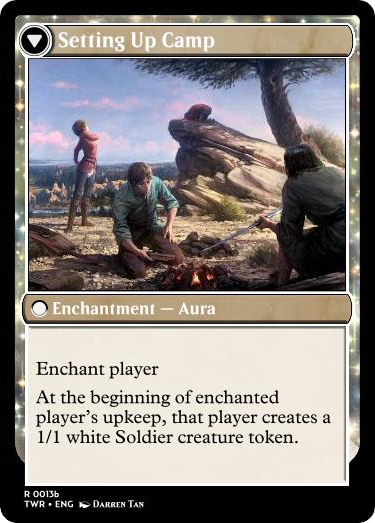 Setting Up Camp
Enchantment — Aura
Enchant player
At the beginning of enchanted
player's upkeep, that player creates a
1/1 white Soldier creature token.
R 0013b
TWR • ENG Darren Tan